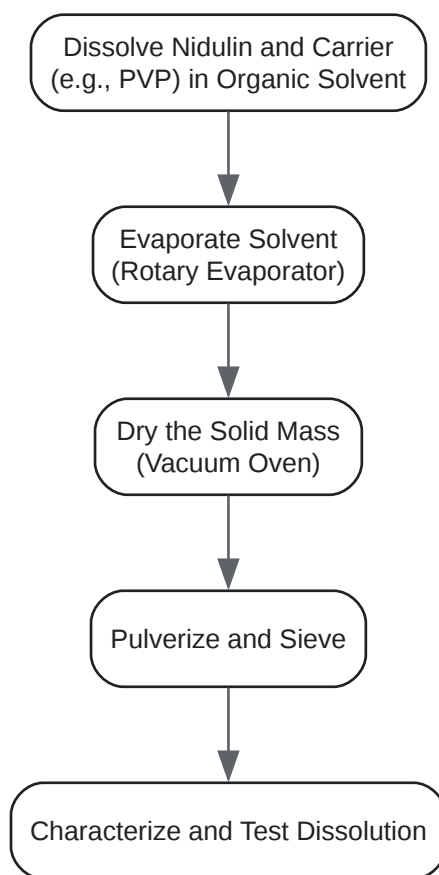 Dissolve Nidulin and Carrier
(e.g., PVP) in Organic Solvent
Evaporate Solvent
(Rotary Evaporator)
Dry the Solid Mass
(Vacuum Oven)
Pulverize and Sieve
Characterize and Test Dissolution